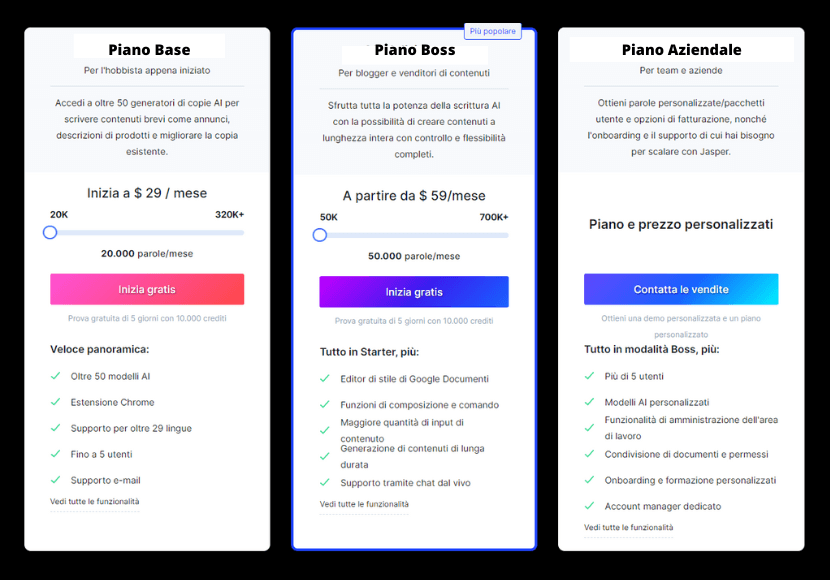 Piano Base
Per l'hobbista appena iniziato
Accedi a oltre 50 generatori di copie AI per
scrivere contenuti brevi come annunci,
descrizioni di prodotti e migliorare la copia
esistente.
Inizia a $ 29 / mese
20K 320K+
20.000 parole/mese
Inizia gratis
Prova gratuita di 5 giorni con 10.000 crediti
Veloce panoramica:
Oltre 50 modelli AI
Estensione Chrome
Supporto per oltre 29 lingue
Fino a 5 utenti
Supporto e-mail
Vedi tutte le funzionalità
Più popolare
Piano Boss
Per blogger e venditori di contenuti
Sfrutta tutta la potenza della scrittura AI
con la possibilità di creare contenuti a
lunghezza intera con controllo e flessibilità
completi.
A partire da $ 59/mese
50K 700K+
50.000 parole/mese
Inizia gratis
Prova gratuita di 5 giorni con 10.000 crediti
Tutto in Starter, più:
Editor di stile di Google Documenti
Funzioni di composizione e comando
Maggiore quantità di input di
contenuto
Generazione di contenuti di lunga
durata
Supporto tramite chat dal vivo
Vedi tutte le funzionalità
Piano Aziendale
Per team e aziende
Ottieni parole personalizzate/pacchetti
utente e opzioni di fatturazione, nonché
l'onboarding e il supporto di cui hai bisogno
per scalare con Jasper.
Piano e prezzo personalizzati
Contatta le vendite
Ottieni una demo personalizzata e un piano
personalizzato
Tutto in modalità Boss, più:
Più di 5 utenti
Modelli AI personalizzati
Funzionalità di amministrazione dell'area
di lavoro
Condivisione di documenti e permessi
Onboarding e formazione personalizzati
Account manager dedicato
Vedi tutte le funzionalità